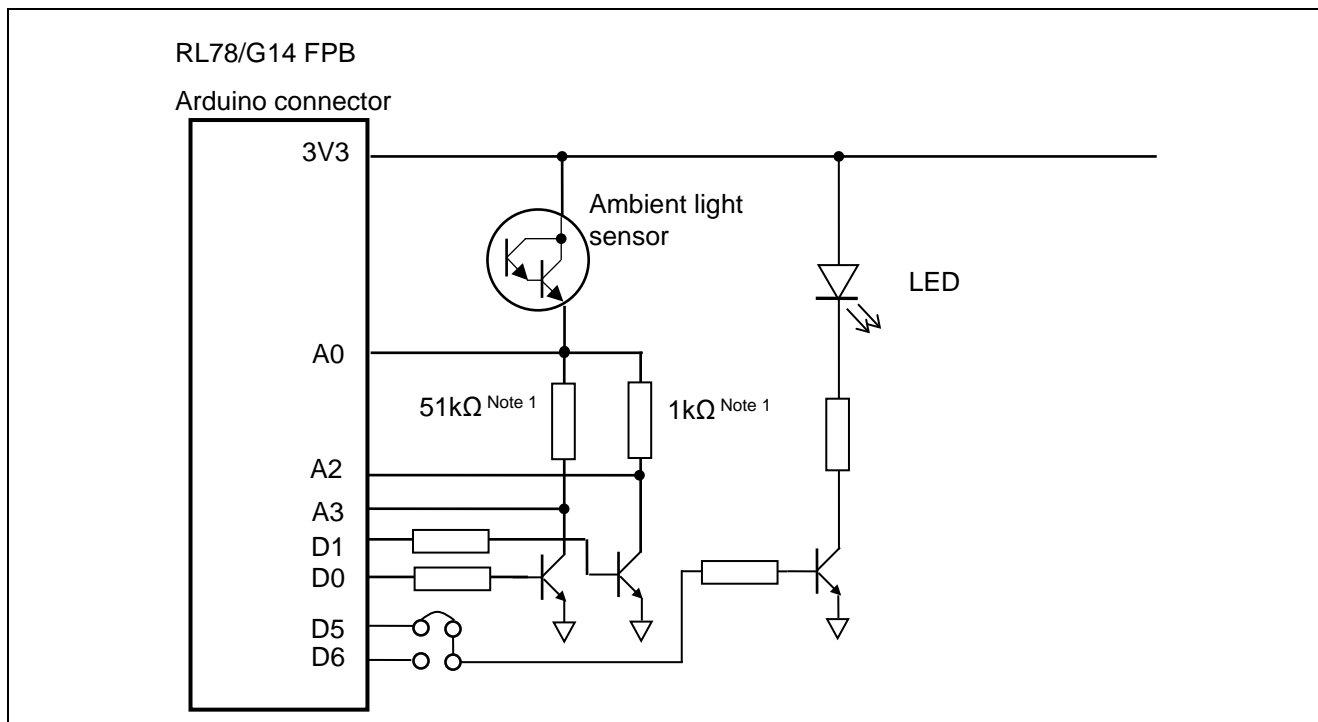 RL78/G14 FPB
Arduino connector
3V3
Ambient light
sensor
LED
A0
51kΩ Note 1
1kΩ Note 1
A2
A3
D1
D0
D5
D6